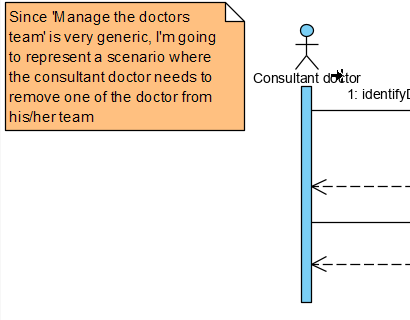 Since 'Manage the doctors
team' is very generic, I'm going
to represent a scenario where
the consultant doctor needs to
remove one of the doctor from
his/her team
Consultant doctor
1: identifyD